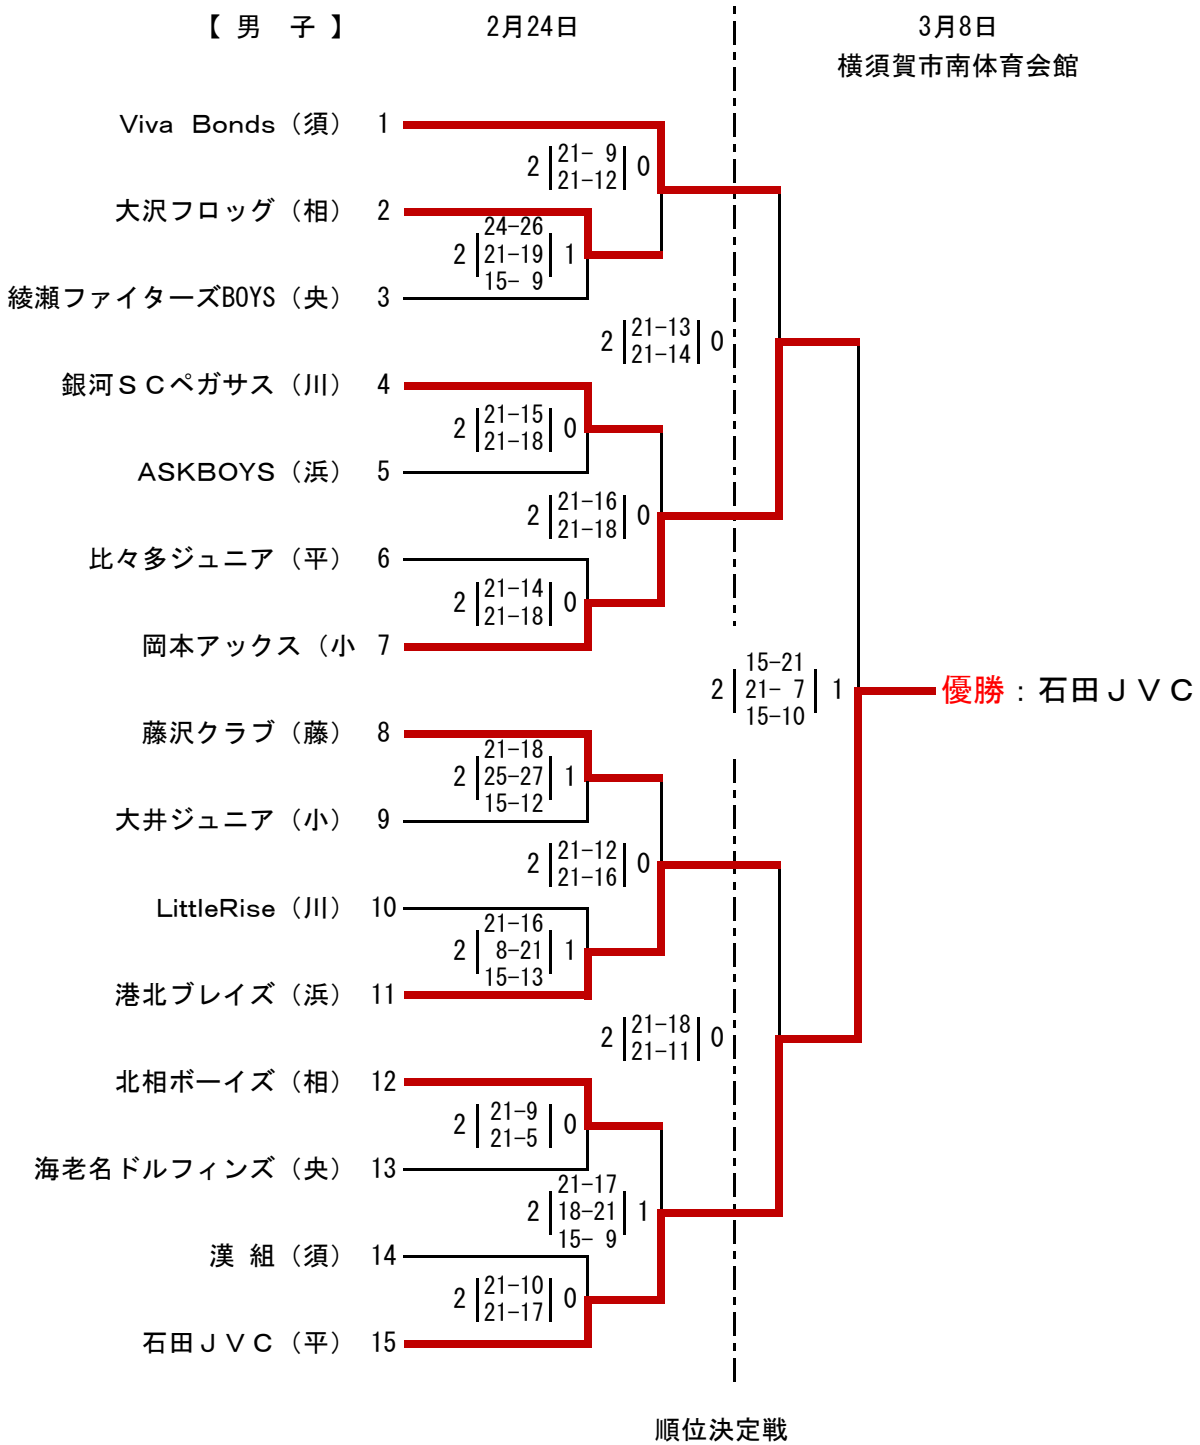 【 男　子 】　2月24日　3月8日
横須賀市南体育会館
Viva　Bonds（須）　1
2　21- 9　0
21-12
大沢フロッグ（相）　2
24-26
2　21-19　1
15- 9
綾瀬ファイターズBOYS（央）　3
2　21-13　0
21-14
銀河ＳＣペガサス（川）　4
2　21-15　0
21-18
ASKBOYS（浜）　5
2　21-16　0
21-18
比々多ジュニア（平）　6
2　21-14　0
21-18
岡本アックス（小　7
15-21
2　21- 7　1
15-10
優勝：石田ＪＶＣ
藤沢クラブ（藤）　8
21-18
2　25-27　1
15-12
大井ジュニア（小）　9
2　21-12　0
21-16
LittleRise（川）　10
21-16
2　8-21　1
15-13
港北ブレイズ（浜）　11
2　21-18　0
21-11
北相ボーイズ（相）　12
2　21-9　0
21-5
海老名ドルフィンズ（央）　13
21-17
2　18-21　1
15- 9
漢 組（須）　14
2　21-10　0
21-17
石田ＪＶＣ（平）　15
順位決定戦